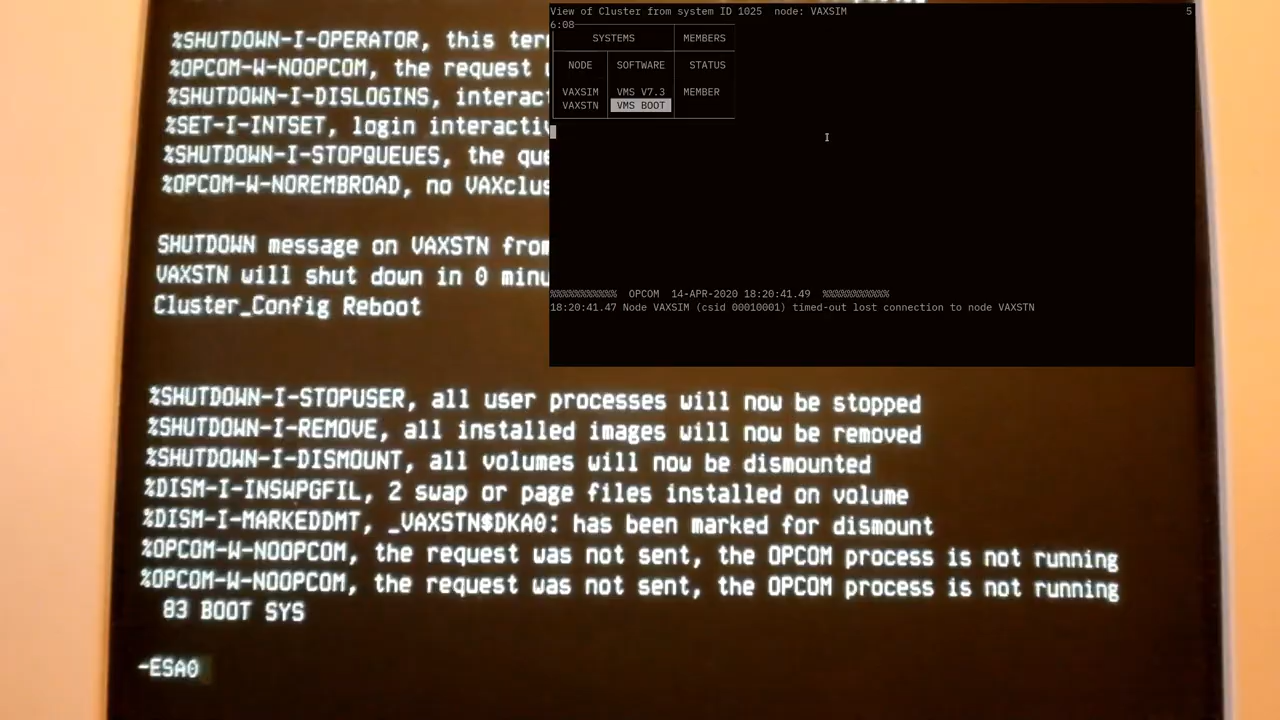 %SHUTDOWN-I-OPERATOR, this
%OPCOM-W-NOOPCOM, the request
%SHUTDOWN-I-DISLOGINS,
%SET-I-INTSET, login
%SHUTDOWN-I-STOPQUEUES, the
%OPCOM-W-NOREMBROAD, no
SHUTDOWN message on VAXSTN from
VAXSTN will shut down in 0
Cluster_Config Reboot
View of Cluster from system ID 1025 node: VAXSIM 5
6:08
SYSTEMS MEMBERS
NODE SOFTWARE STATUS
VAXSIM VMS V7.3 MEMBER
VAXSTN VMS BOOT
%%%%%%%%%%% OPCOM 14-APR-2020 18:20:41.49 %%%%%%%%%%%
18:20:41.47 Node VAXSIM (csid 00010001) timed-out lost connection to node VAXSTN
%SHUTDOWN-I-STOPUSER, all user processes will now be stopped
%SHUTDOWN-I-REMOVE, all installed images will now be removed
%SHUTDOWN-I-DISMOUNT, all volumes will now be dismounted
%DISM-I-INSWPGFIL, 2 swap or page files installed on volume
%DISM-I-MARKEDDMT, _VAXSTN$DKA0: has been marked for dismount
%OPCOM-W-NOOPCOM, the request was not sent, the OPCOM process is not running
%OPCOM-W-NOOPCOM, the request was not sent, the OPCOM process is not running
83 BOOT SYS
-ESA0